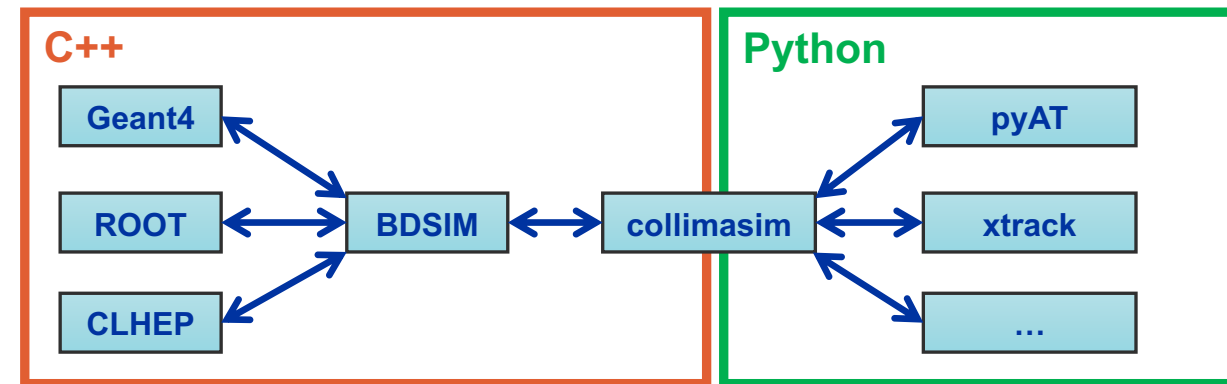 C++
Python
Geant4
pyAT
ROOT
BDSIM
collimasim
xtrack
CLHEP
…